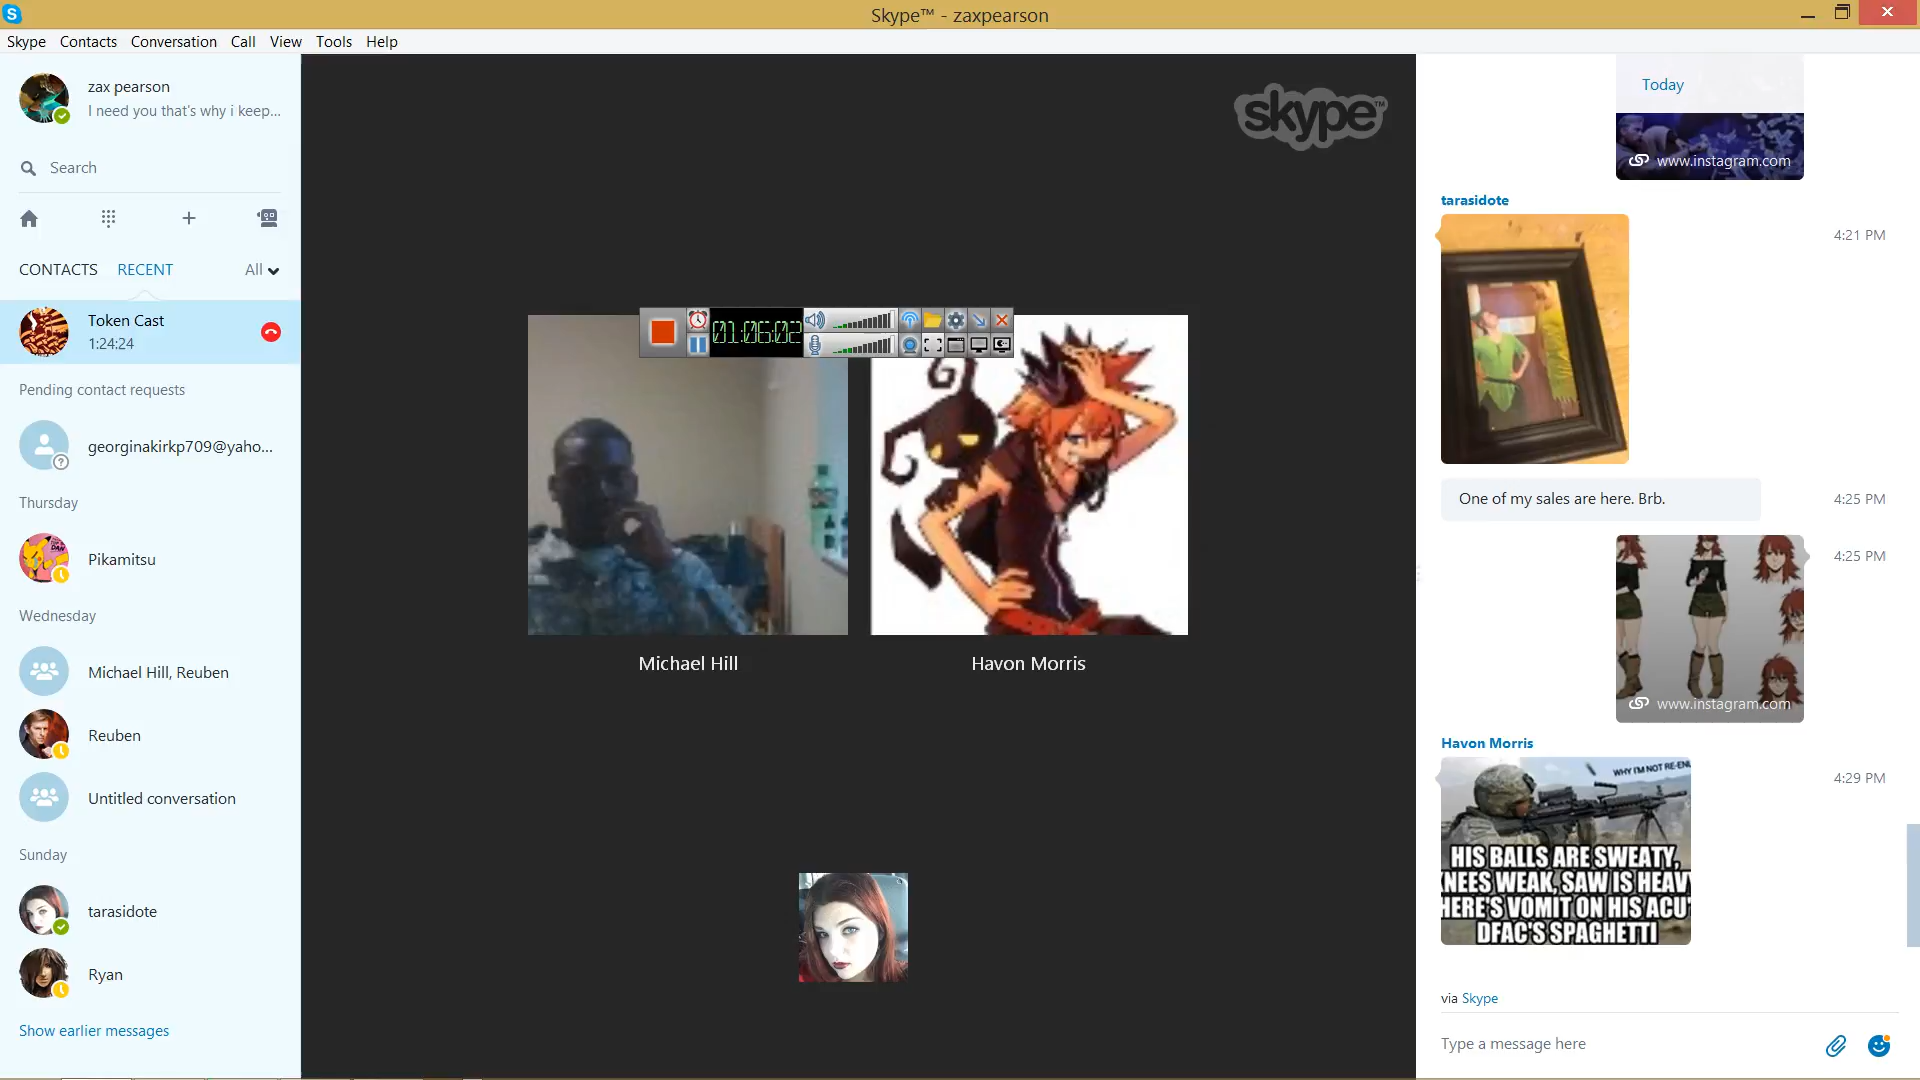 Skype™ - zaxpearson
Skype Contacts Conversation Call View Tools Help
zax pearson
I need you that's why i keep...
Search
CONTACTS RECENT All
Token Cast
1:24:24
Pending contact requests
georginakirkp709@yaho...
Thursday
Pikamitsu
Wednesday
Michael Hill, Reuben
Reuben
Untitled conversation
Sunday
tarasidote
Ryan
Show earlier messages
skype™
01:06:02
Michael Hill
Havon Morris
Today
www.instagram.com
tarasidote
4:21 PM
One of my sales are here. Brb.
4:25 PM
4:25 PM
www.instagram.com
Havon Morris
4:29 PM
WHY I'M NOT RE-ENL
HIS BALLS ARE SWEATY,
KNEES WEAK, SAW IS HEAVY
HERE'S VOMIT ON HIS ACU'
DFAC'S SPAGHETTI
via Skype
Type a message here